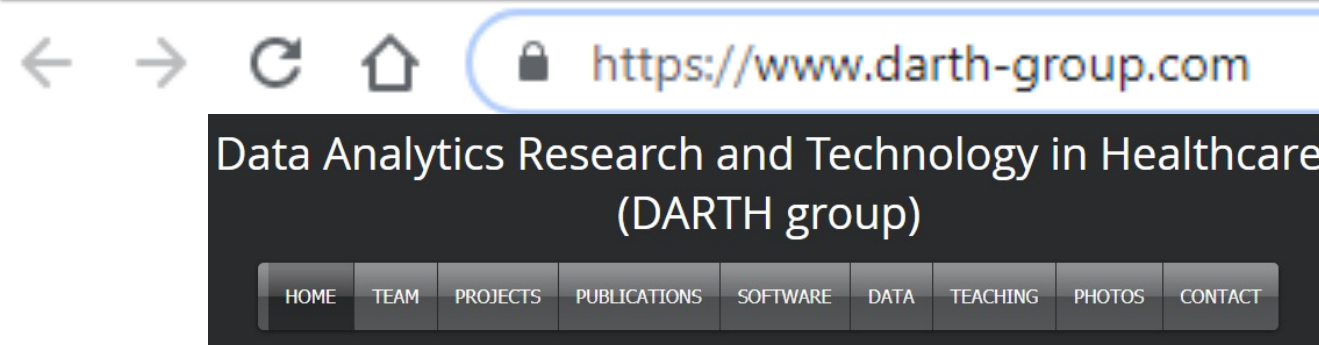 https://www.darth-group.com
Data Analytics Research and Technology in Healthcare
(DARTH group)
HOME TEAM PROJECTS PUBLICATIONS SOFTWARE DATA TEACHING PHOTOS CONTACT